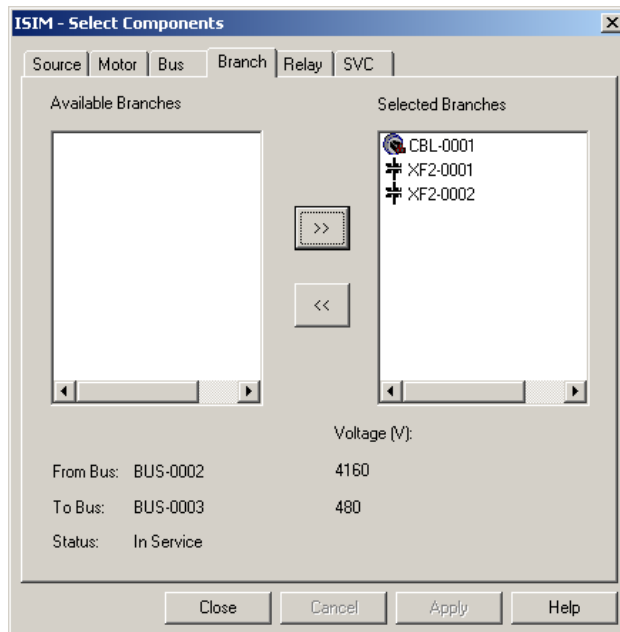 ISIM - Select Components
Source Motor Bus Branch Relay SVC
Available Branches Selected Branches
CBL-0001
XF2-0001
XF2-0002
>>
<<
Voltage (V):
From Bus: BUS-0002 4160
To Bus: BUS-0003 480
Status: In Service
Close Cancel Apply Help